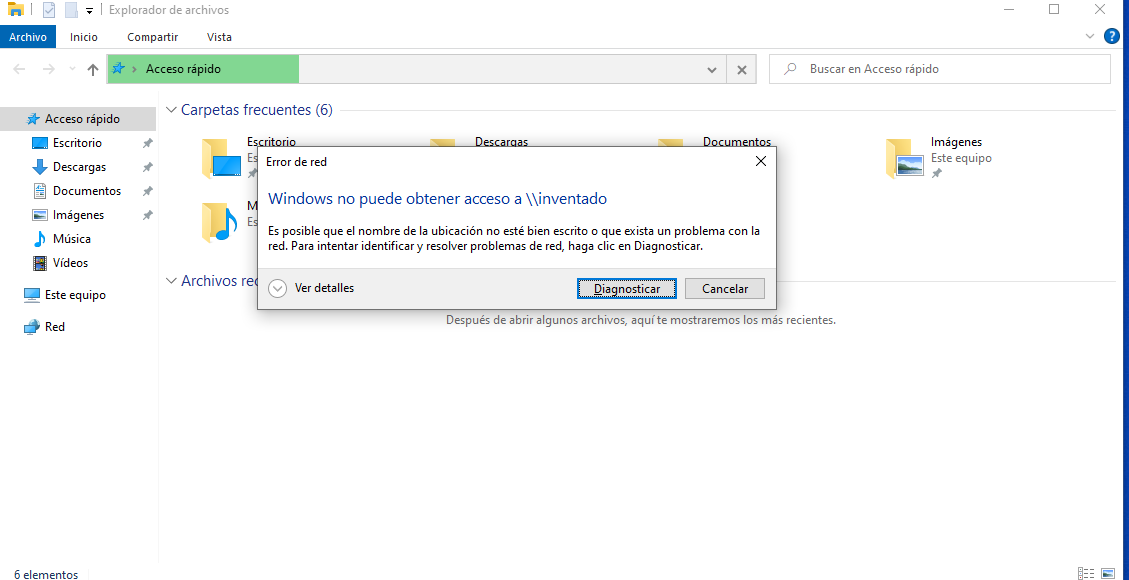 Explorador de archivos
Archivo
Inicio
Compartir
Vista
Acceso rápido
Buscar en Acceso rápido
Acceso rápido
Escritorio
Descargas
Documentos
Imágenes
Música
Vídeos
Este equipo
Red
Carpetas frecuentes (6)
Escritorio
Es
Descargas
Documentos
Imágenes
Este equipo
M
Es
Error de red
Windows no puede obtener acceso a \\inventado
Es posible que el nombre de la ubicación no esté bien escrito o que exista un problema con la
red. Para intentar identificar y resolver problemas de red, haga clic en Diagnosticar.
Ver detalles
Diagnosticar
Cancelar
Archivos rec
Después de abrir algunos archivos, aquí te mostraremos los más recientes.
6 elementos